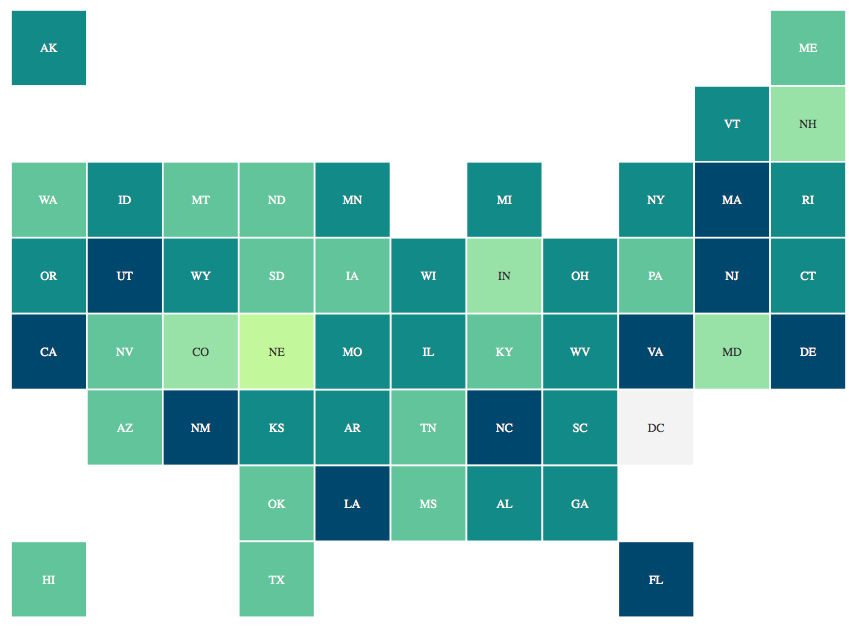 AK ME
VT NH
WA ID MT ND MN MI NY MA RI
OR UT WY SD IA WI IN OH PA NJ CT
CA NV CO NE MO IL KY WV VA MD DE
AZ NM KS AR TN NC SC DC
OK LA MS AL GA
HI TX FL